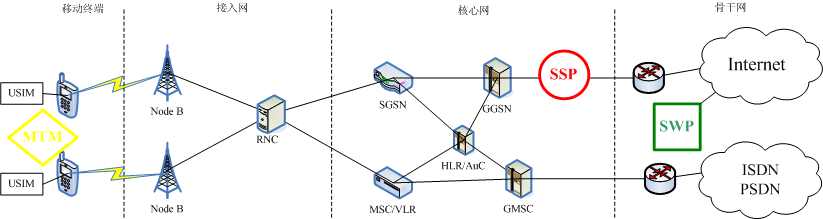 移动终端
接入网
核心网
骨干网
USIM
MTM
USIM
Node B
Node B
RNC
SGSN
GGSN
SSP
HLR/AuC
MSC/VLR
GMSC
Internet
SWP
ISDN
PSDN